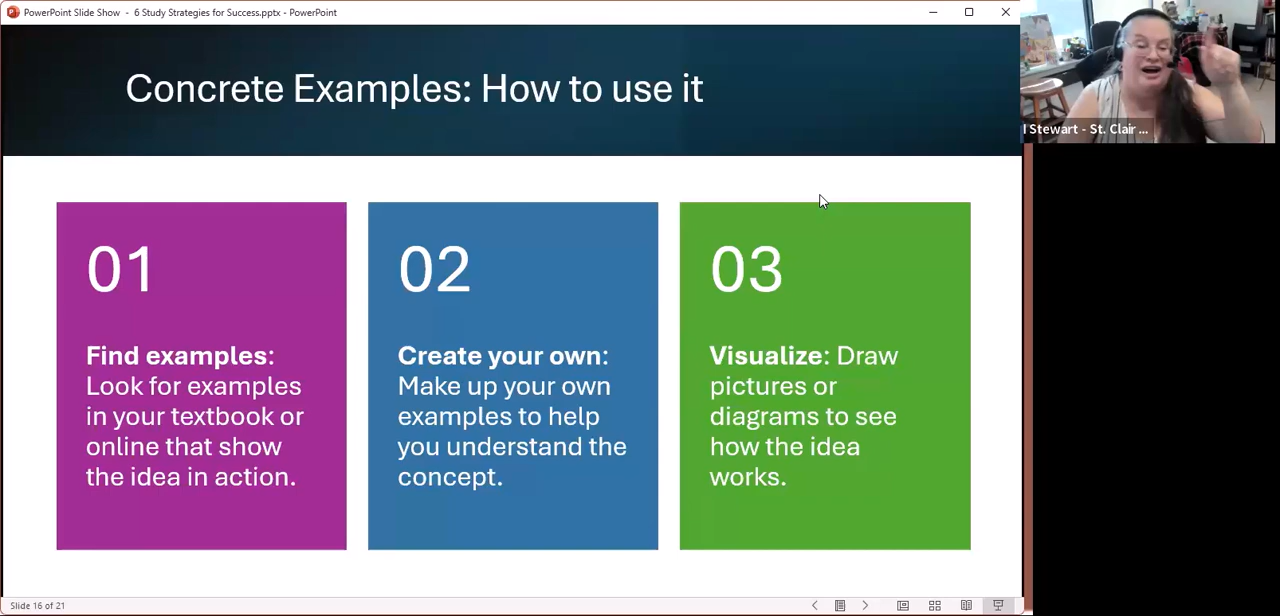 PowerPoint Slide Show - 6 Study Strategies for Success.pptx - PowerPoint
Concrete Examples: How to use it
I Stewart - St. Clair ...
01
Find examples:
Look for examples
in your textbook or
online that show
the idea in action.
02
Create your own:
Make up your own
examples to help
you understand the
concept.
03
Visualize: Draw
pictures or
diagrams to see
how the idea
works.
Slide 16 of 21